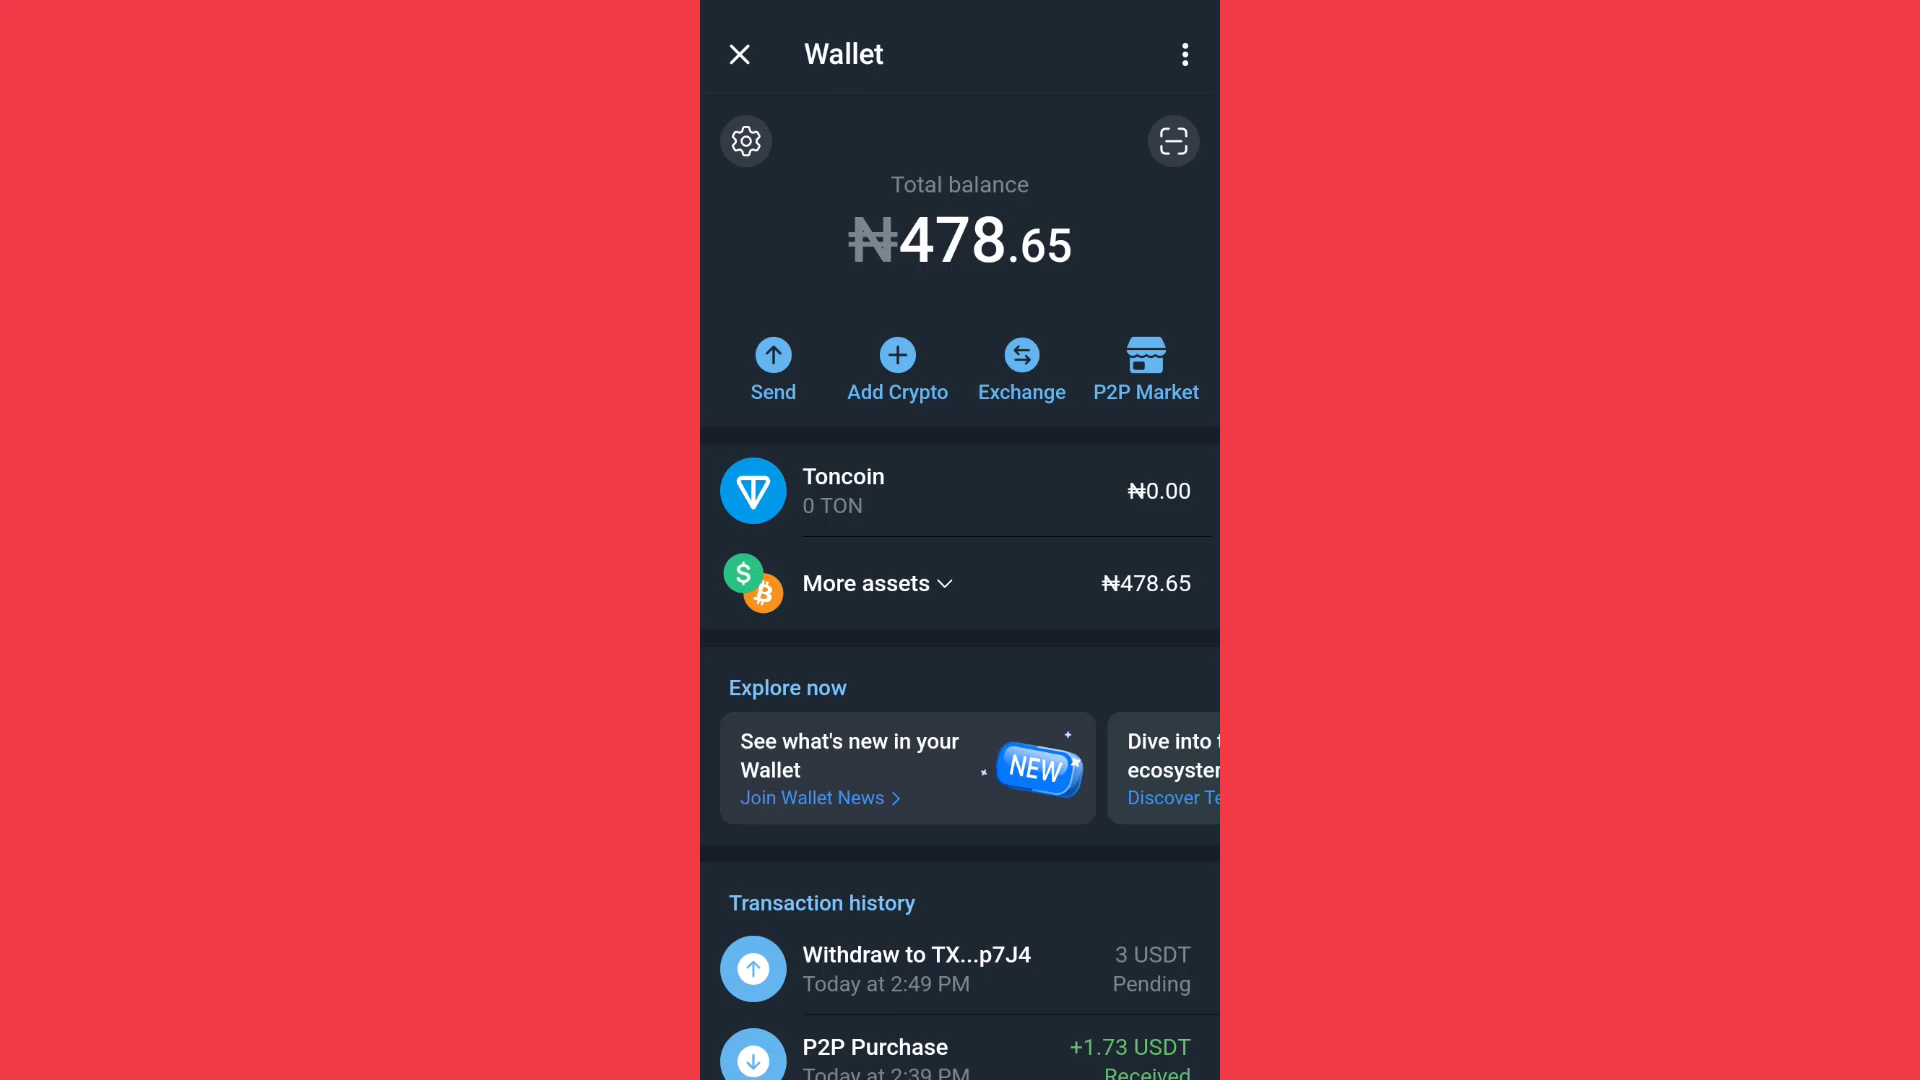 Wallet
Total balance
₦478.65
Send
Add Crypto
Exchange
P2P Market
Toncoin
₦0.00
0 TON
More assets
₦478.65
Explore now
See what's new in your
Wallet
Join Wallet News
NEW
Dive into
ecosyster
Discover Te
Transaction history
Withdraw to TX...p7J4
3 USDT
Today at 2:49 PM
Pending
P2P Purchase
+1.73 USDT
Today at 2:39 PM
Received